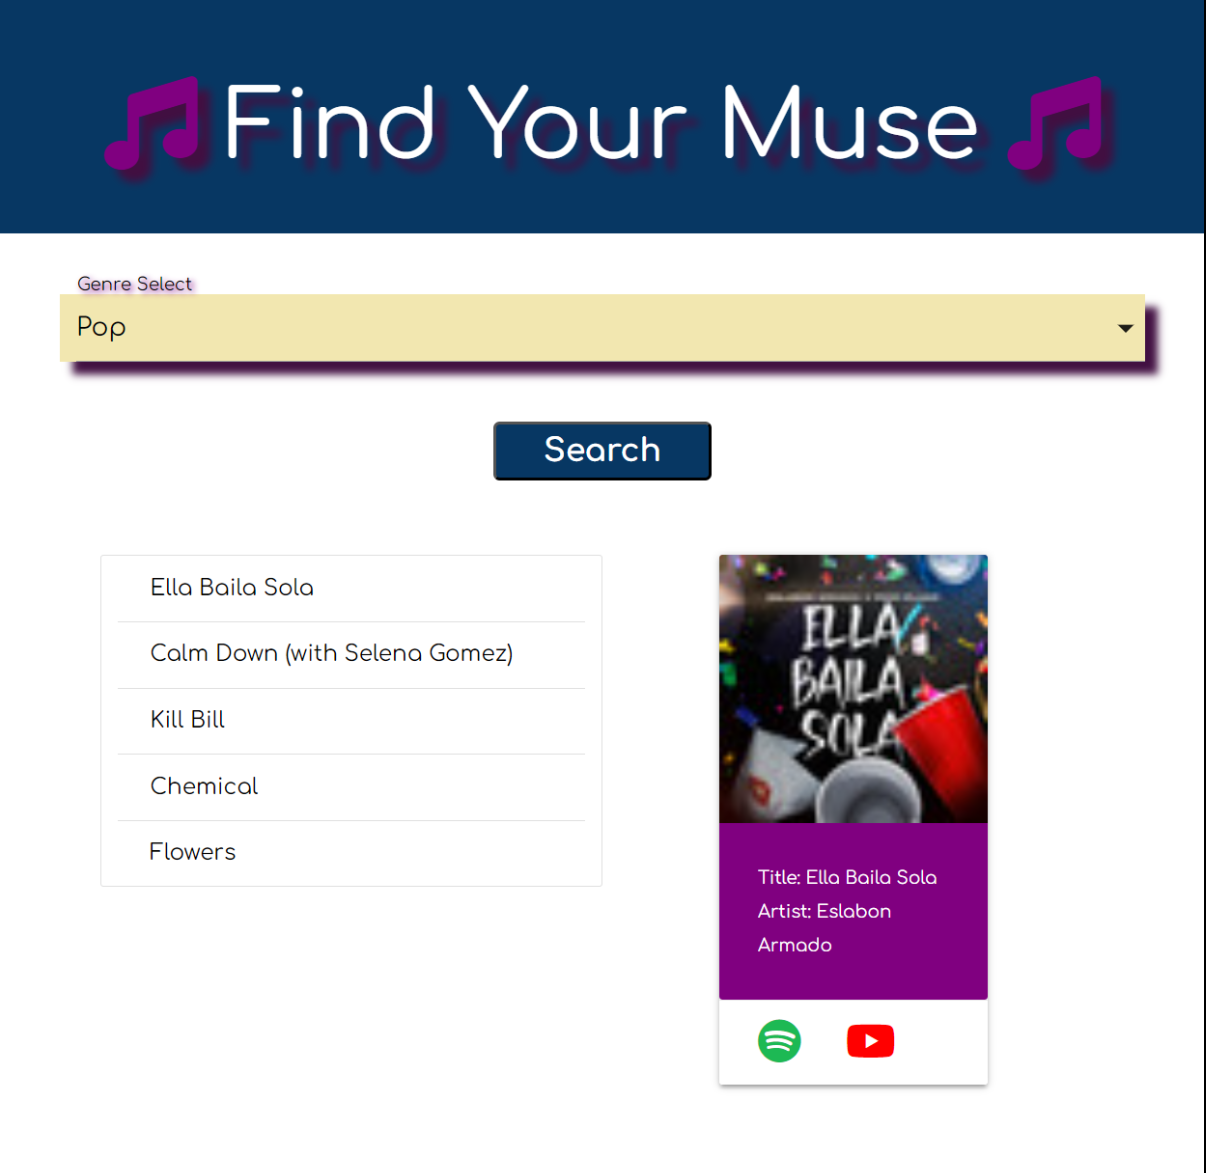 Find Your Muse
Genre Select
Pop
Search
Ella Baila Sola
Calm Down (with Selena Gomez)
Kill Bill
Chemical
Flowers
ELLA
BAILA
SOLA
Title: Ella Baila Sola
Artist: Eslabon
Armado